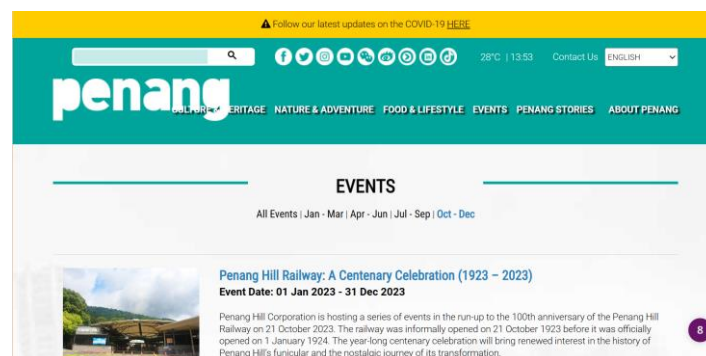 Follow our latest updates on the COVID-19 HERE
28°C | 13:53 Contact Us ENGLISH
penang
CULTURE & HERITAGE NATURE & ADVENTURE FOOD & LIFESTYLE EVENTS PENANG STORIES ABOUT PENANG
EVENTS
All Events | Jan - Mar | Apr - Jun | Jul - Sep | Oct - Dec
Penang Hill Railway: A Centenary Celebration (1923 – 2023)
Event Date: 01 Jan 2023 - 31 Dec 2023
Penang Hill Corporation is hosting a series of events in the run-up to the 100th anniversary of the Penang Hill
Railway on 21 October 2023. The railway was informally opened on 21 October 1923 before it was officially
opened on 1 January 1924. The year-long centenary celebration will bring renewed interest in the history of
Penang Hill's funicular and the nostalgic journey of its transformation.
8